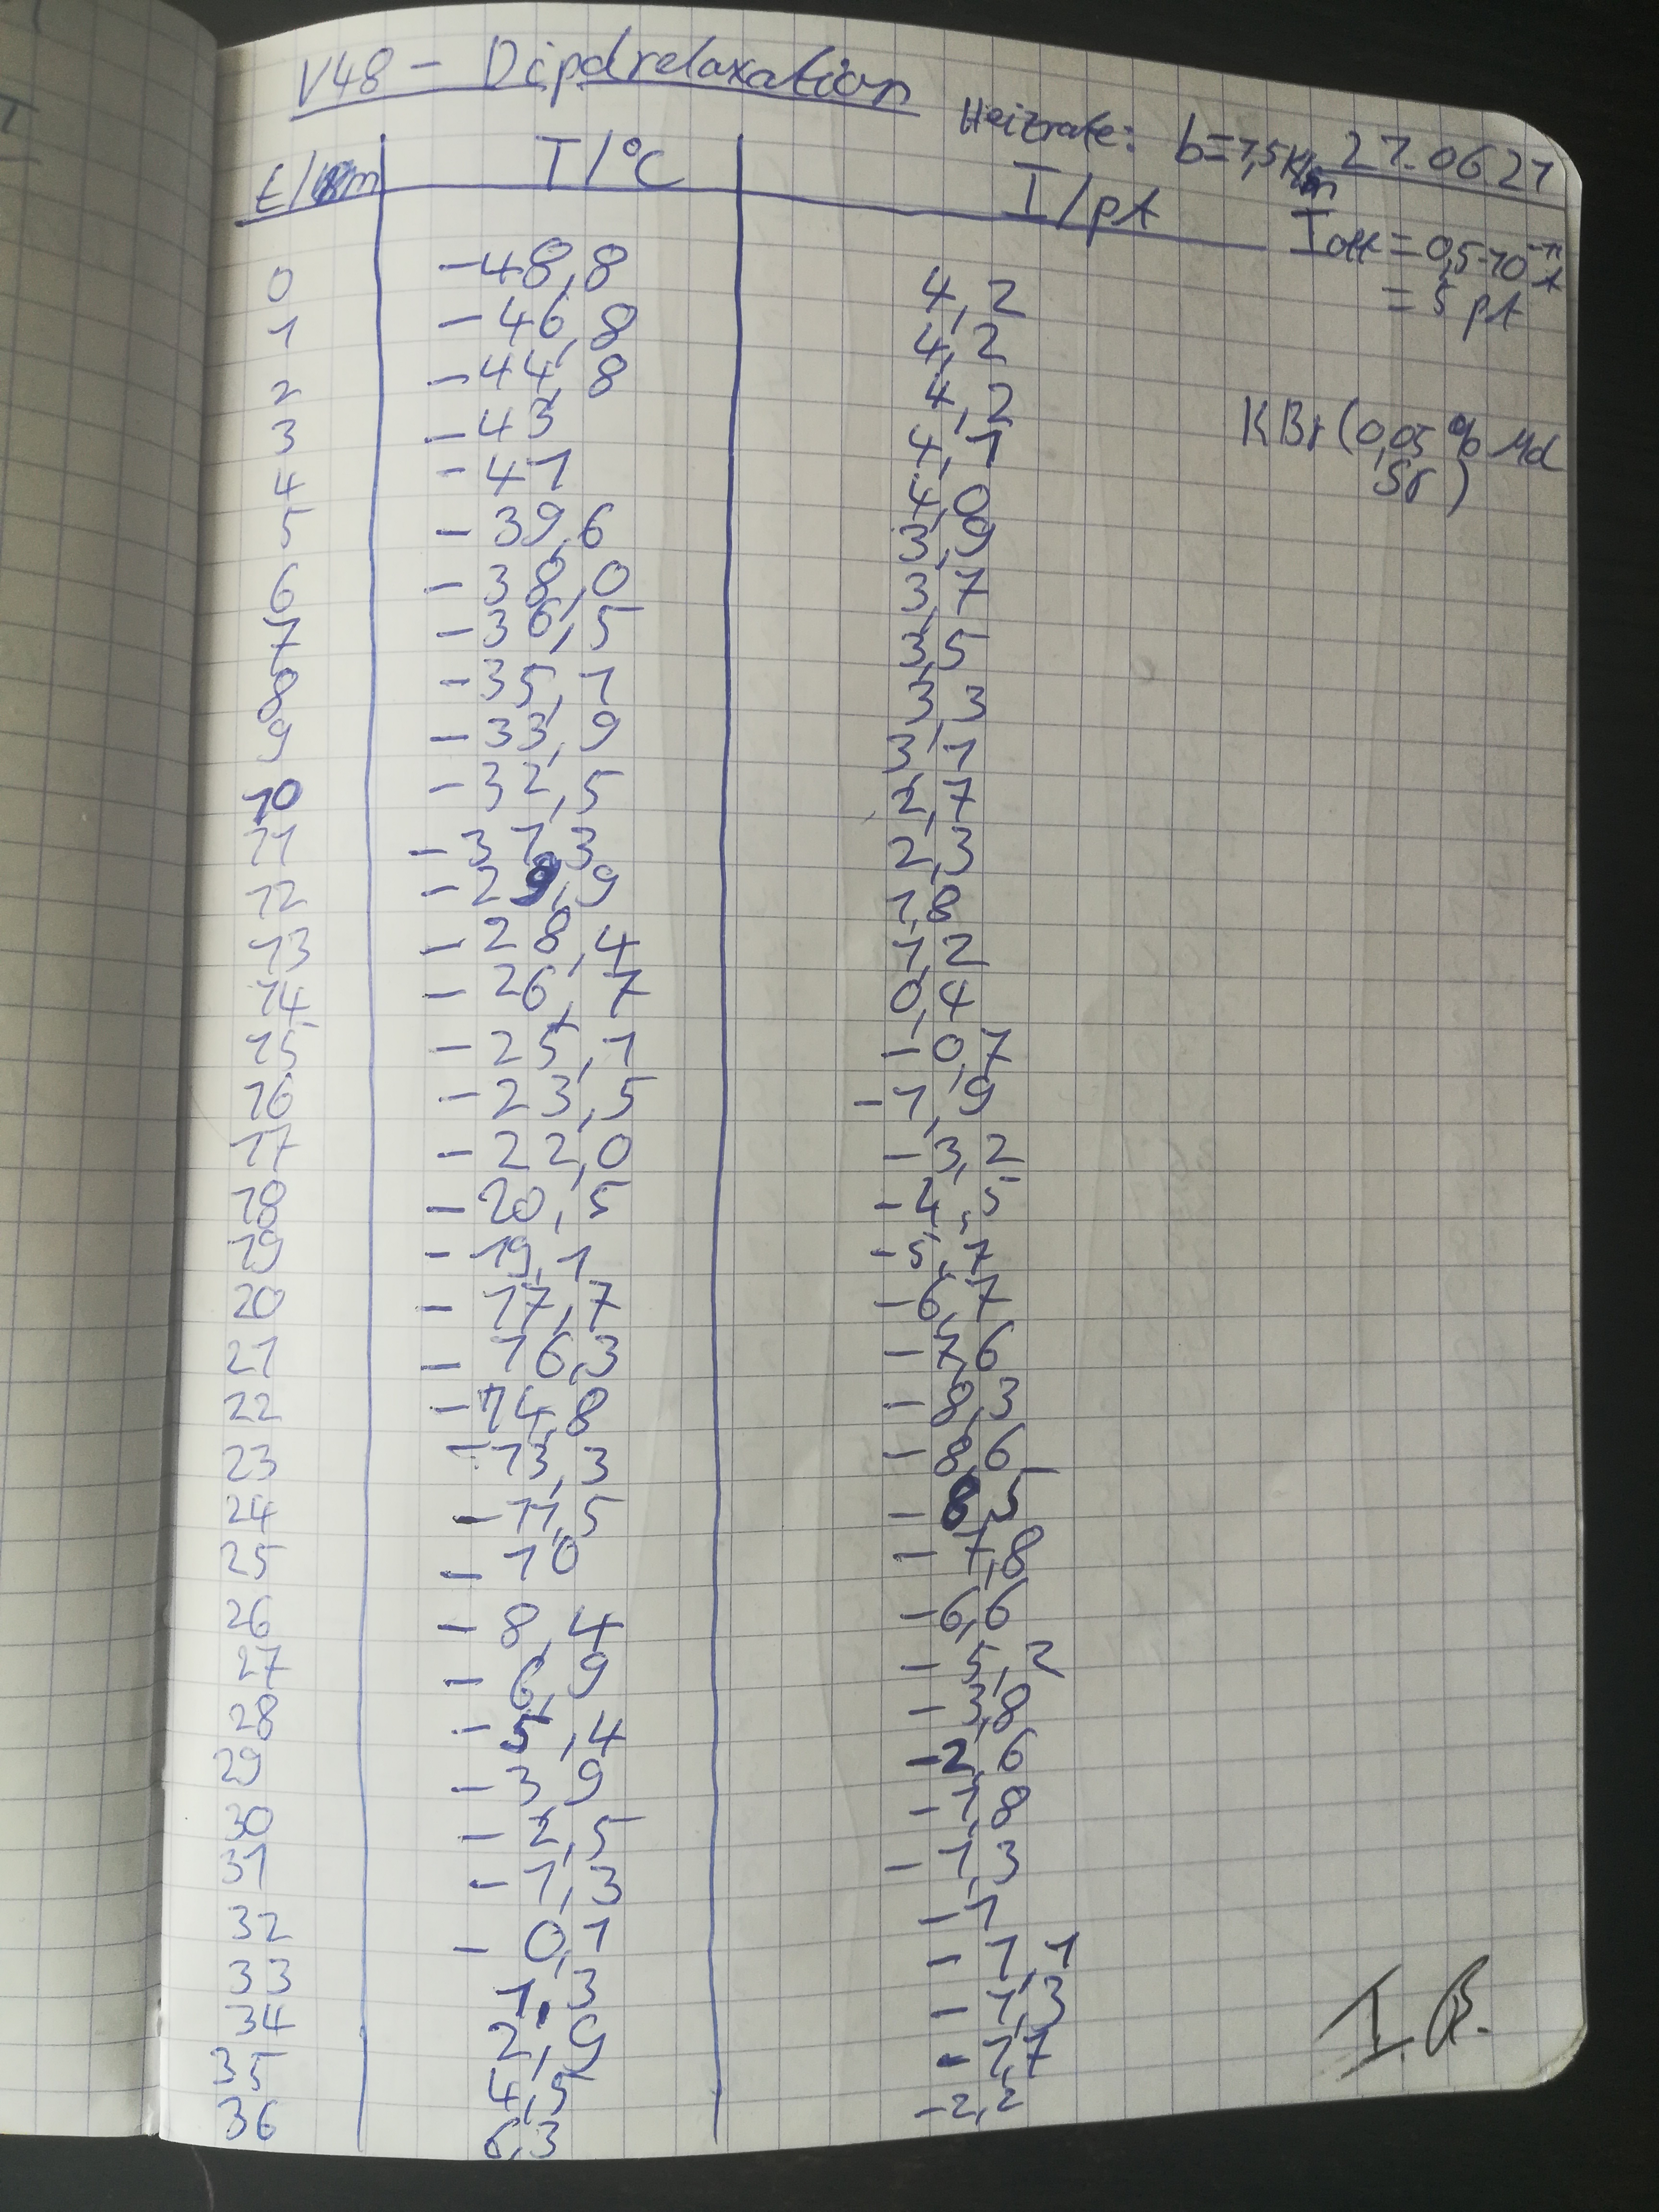 V48 - Dipolrelaxation
Heizrate: b=1,5K/m 21.06.21
t/m T/°C I/pA
Ioff = 0,5·10^-11 A
= 5 pA
KBr (0,05% Mol
Sr)
0 -48,8 4,2
1 -46,8 4,2
2 -44,8 4,2
3 -43 4,1
4 -41 4,0
5 -39,6 3,9
6 -38,0 3,7
7 -36,5 3,5
8 -35,1 3,3
9 -33,9 3,1
10 -32,5 2,7
11 -31,3 2,3
12 -29,9 1,8
13 -28,4 1,2
14 -26,7 0,4
15 -25,1 -0,7
16 -23,5 -1,9
17 -22,0 -3,2
18 -20,5 -4,5
19 -19,1 -5,7
20 -17,7 -6,7
21 -16,3 -7,6
22 -14,8 -8,3
23 -13,3 -8,6
24 -11,5 -8,5
25 -10 -7,8
26 -8,4 -6,6
27 -6,9 -5,2
28 -5,4 -3,8
29 -3,9 -2,6
30 -2,5 -1,8
31 -1,3 -1,3
32 -0,1 -1
33 1,3 -1,1
34 2,9 -1,3
35 4,5 -1,7
36 6,3 -2,2